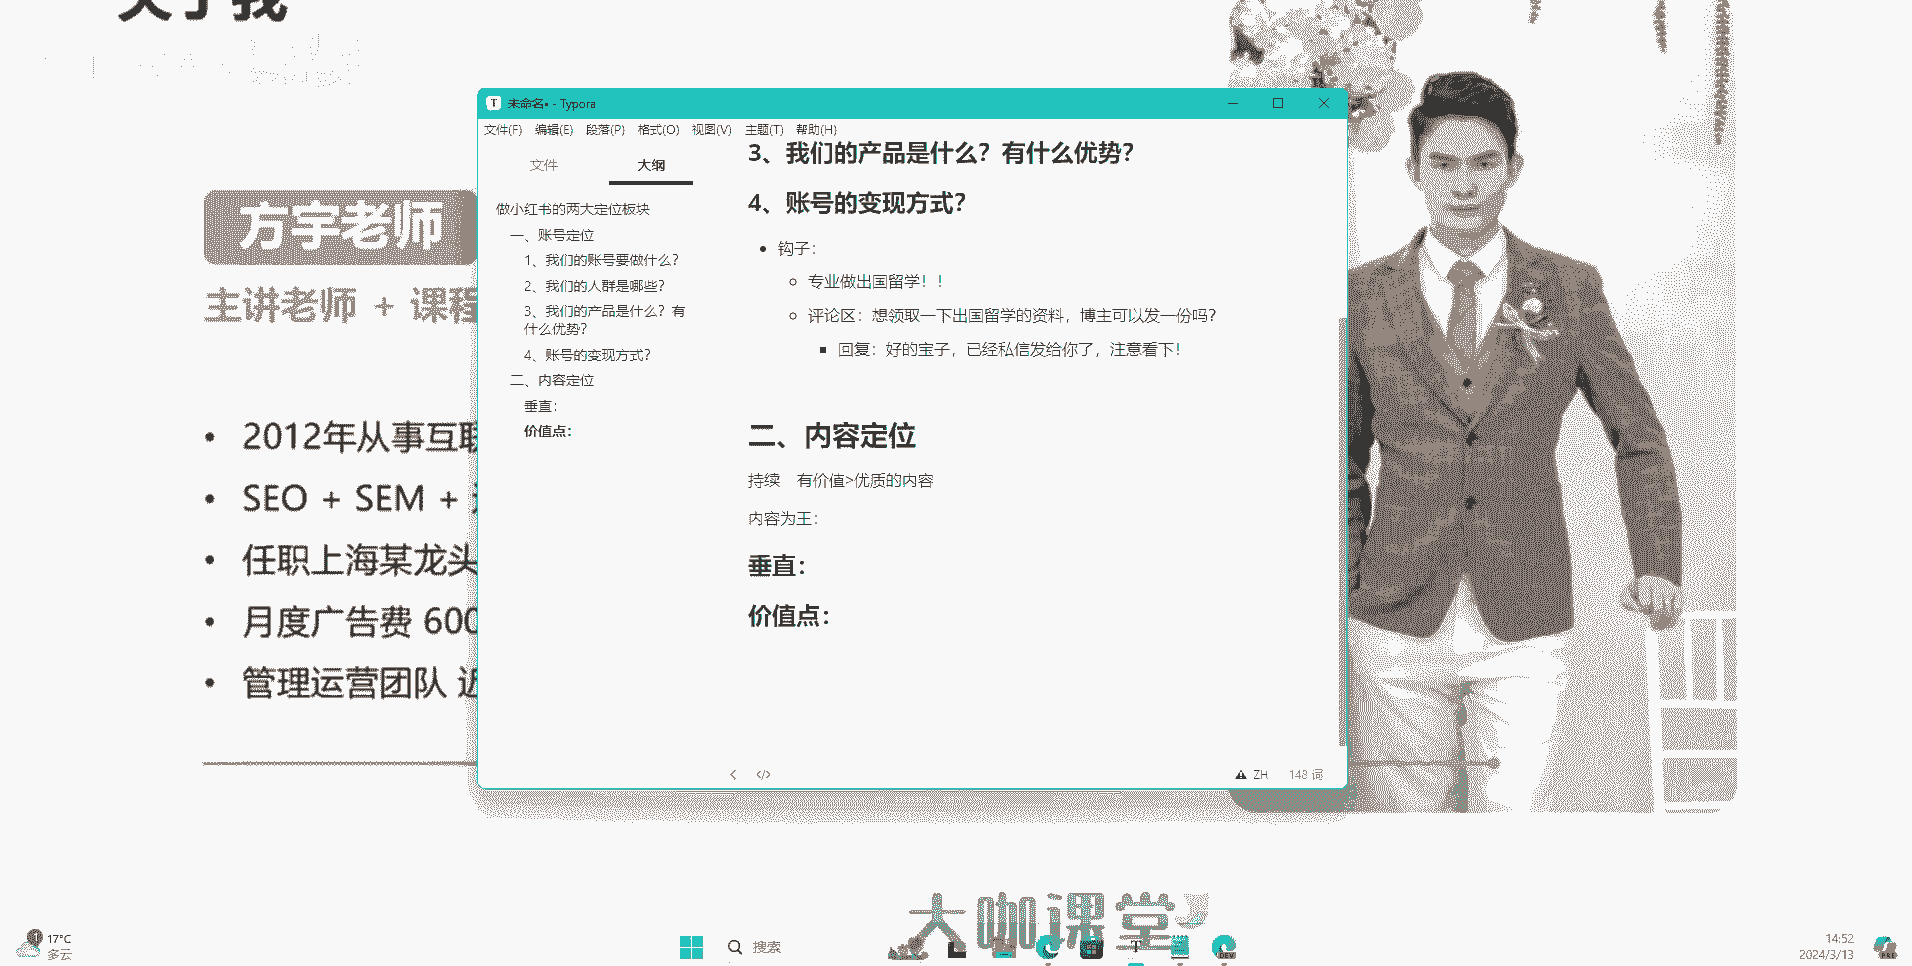 关于我
方宇老师
主讲老师 + 课程
• 2012年从事互联
• SEO + SEM +
• 任职上海某龙头
• 月度广告费 600
• 管理运营团队 近
未命名• - Typora
文件(F) 编辑(E) 段落(P) 格式(O) 视图(V) 主题(T) 帮助(H)
文件 大纲
做小红书的两大定位板块
一、账号定位
1、我们的账号要做什么？
2、我们的人群是哪些？
3、我们的产品是什么？有
什么优势？
4、账号的变现方式？
二、内容定位
垂直：
价值点：
3、我们的产品是什么？有什么优势？
4、账号的变现方式？
• 钩子：
专业做出国留学！！
评论区：想领取一下出国留学的资料，博主可以发一份吗？
回复：好的宝子，已经私信发给你了，注意看下！
二、内容定位
持续 有价值>优质的内容
内容为王：
垂直：
价值点：
ZH 148 词
大咖课堂
17°C
多云
搜索
14:52
2024/3/13